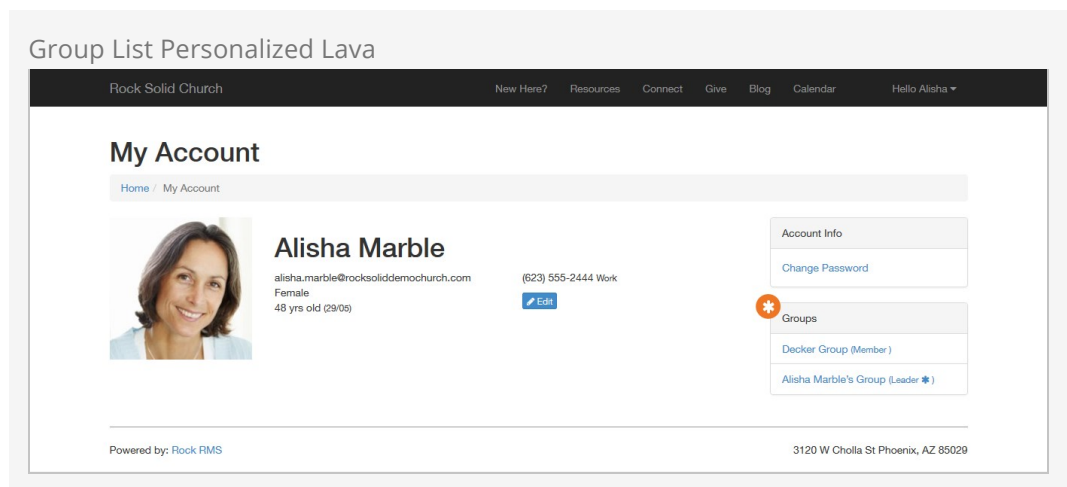 Group List Personalized Lava
Rock Solid Church New Here? Resources Connect Give Blog Calendar Hello Alisha
My Account
Home / My Account
Alisha Marble
alisha.marble@rocksoliddemochurch.com
Female
48 yrs old (29/05)
(623) 555-2444 Work
Edit
Account Info
Change Password
Groups
Decker Group (Member )
Alisha Marble's Group (Leader ✱ )
Powered by: Rock RMS 3120 W Cholla St Phoenix, AZ 85029